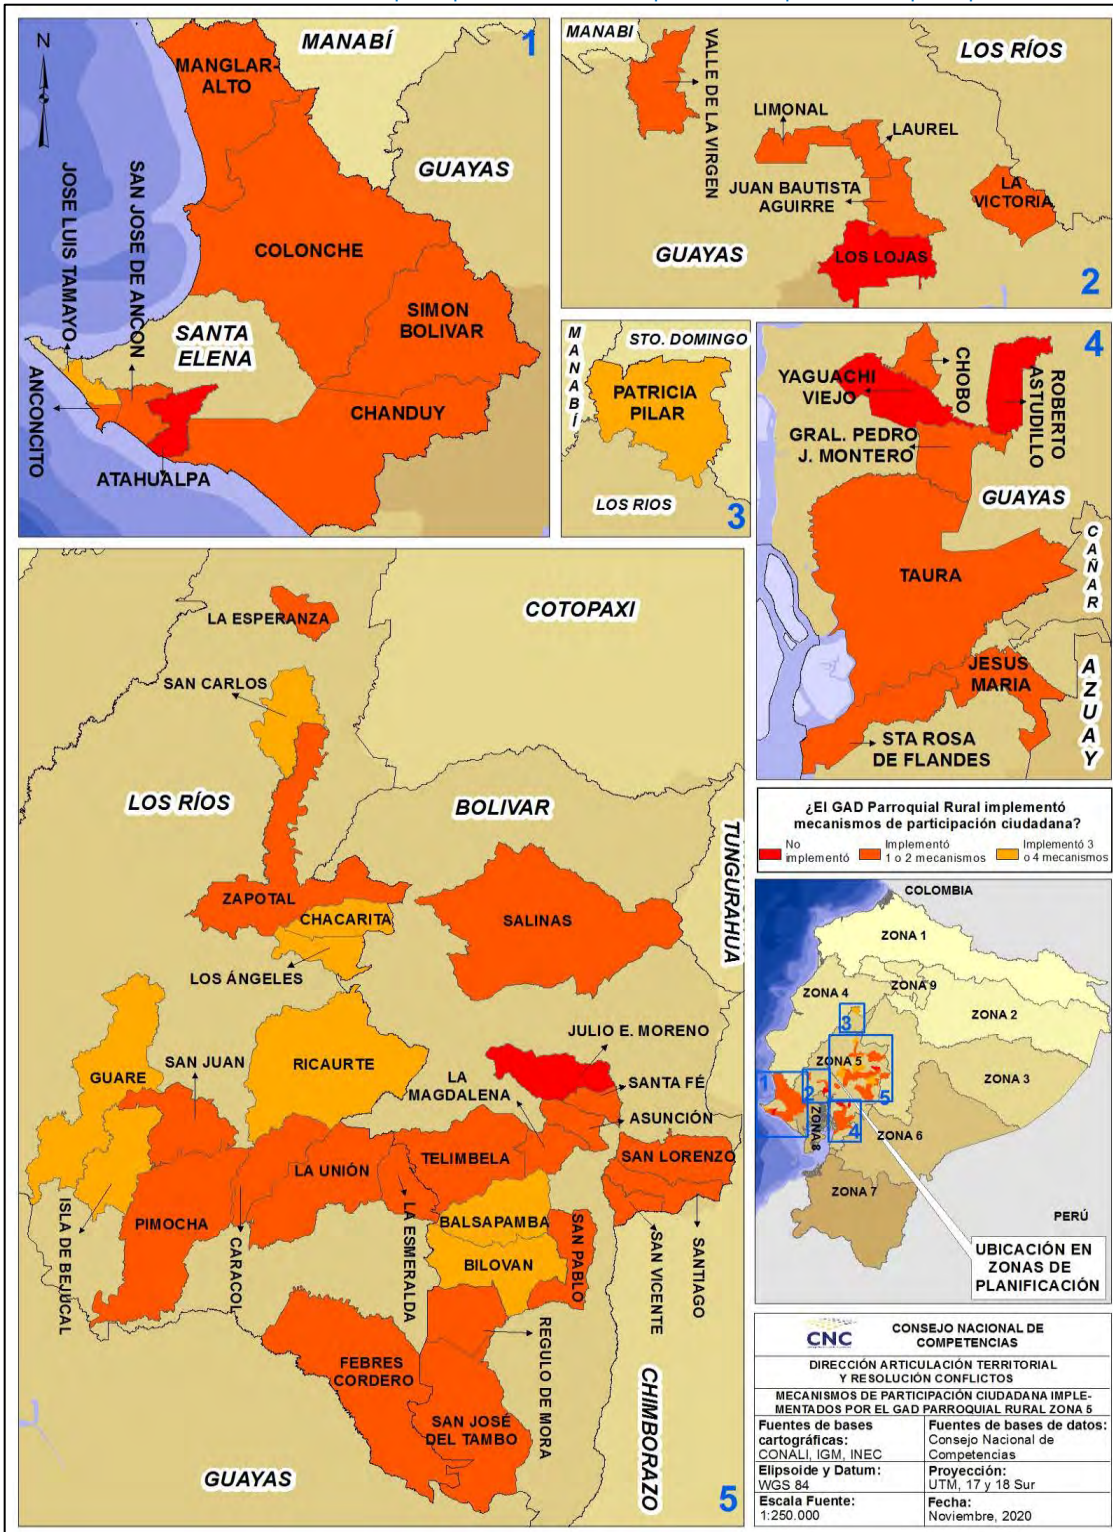 N
MANABÍ
1
MANGLAR-
ALTO
GUAYAS
JOSE LUIS TAMAYO
SAN JOSE DE ANCON
COLONCHE
SANTA
ELENA
SIMON
BOLIVAR
ANCONCITO
CHANDUY
ATAHUALPA
MANABI
VALLE DE LA VIRGEN
LOS RÍOS
LIMONAL
LAUREL
JUAN BAUTISTA
AGUIRRE
LA
VICTORIA
GUAYAS
LOS LOJAS
2
MANABÍ
STO. DOMINGO
PATRICIA
PILAR
LOS RIOS
3
4
YAGUACHI
VIEJO
CHOBO
ROBERTO
ASTUDILLO
GRAL. PEDRO
J. MONTERO
GUAYAS
CAÑAR
TAURA
JESUS
MARIA
AZUAY
STA ROSA
DE FLANDES
LA ESPERANZA
COTOPAXI
SAN CARLOS
LOS RÍOS
BOLIVAR
TUNGURAHUA
ZAPOTAL
CHACARITA
SALINAS
LOS ÁNGELES
JULIO E. MORENO
GUARE
SAN JUAN
RICAURTE
LA
MAGDALENA
SANTA FÉ
ASUNCIÓN
LA UNIÓN
TELIMBELA
SAN LORENZO
ISLA DE BEJUCAL
PIMOCHA
CARACOL
LA ESMERALDA
BALSAPAMBA
BILOVAN
SAN PABLO
SAN VICENTE
SANTIAGO
REGULO DE MORA
FEBRES
CORDERO
SAN JOSÉ
DEL TAMBO
CHIMBORAZO
GUAYAS
5
¿El GAD Parroquial Rural implementó
mecanismos de participación ciudadana?
No
implementó
Implementó
1 o 2 mecanismos
Implementó 3
o 4 mecanismos
COLOMBIA
ZONA 1
ZONA 9
ZONA 4
ZONA 2
3
ZONA 5
ZONA 3
1
2
5
ZONA 8
4
ZONA 6
ZONA 7
PERÚ
UBICACIÓN EN
ZONAS DE
PLANIFICACIÓN
CNC
CONSEJO NACIONAL DE
COMPETENCIAS
DIRECCIÓN ARTICULACIÓN TERRITORIAL
Y RESOLUCIÓN CONFLICTOS
MECANISMOS DE PARTICIPACIÓN CIUDADANA IMPLE-
MENTADOS POR EL GAD PARROQUIAL RURAL ZONA 5
Fuentes de bases
cartográficas:
CONALI, IGM, INEC
Fuentes de bases de datos:
Consejo Nacional de
Competencias
Elipsoide y Datum:
WGS 84
Proyección:
UTM, 17 y 18 Sur
Escala Fuente:
1:250.000
Fecha:
Noviembre, 2020